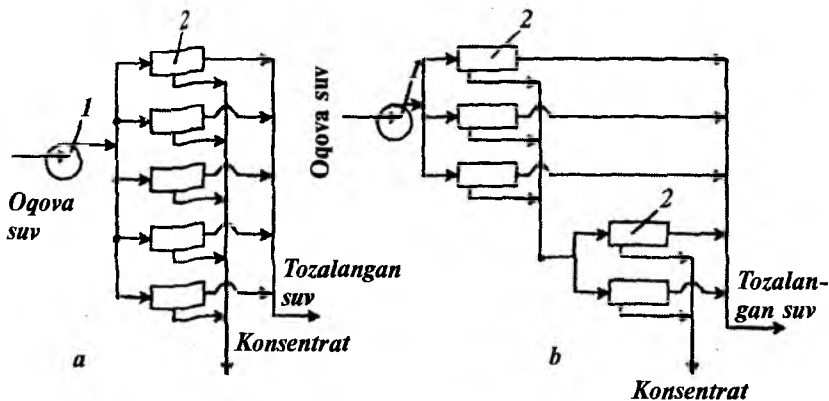 2
1
Oqova
suv
Tozalangan
suv
Konsentrat
a
2
1
Oqova suv
2
Tozalan-
gan suv
Konsentrat
b